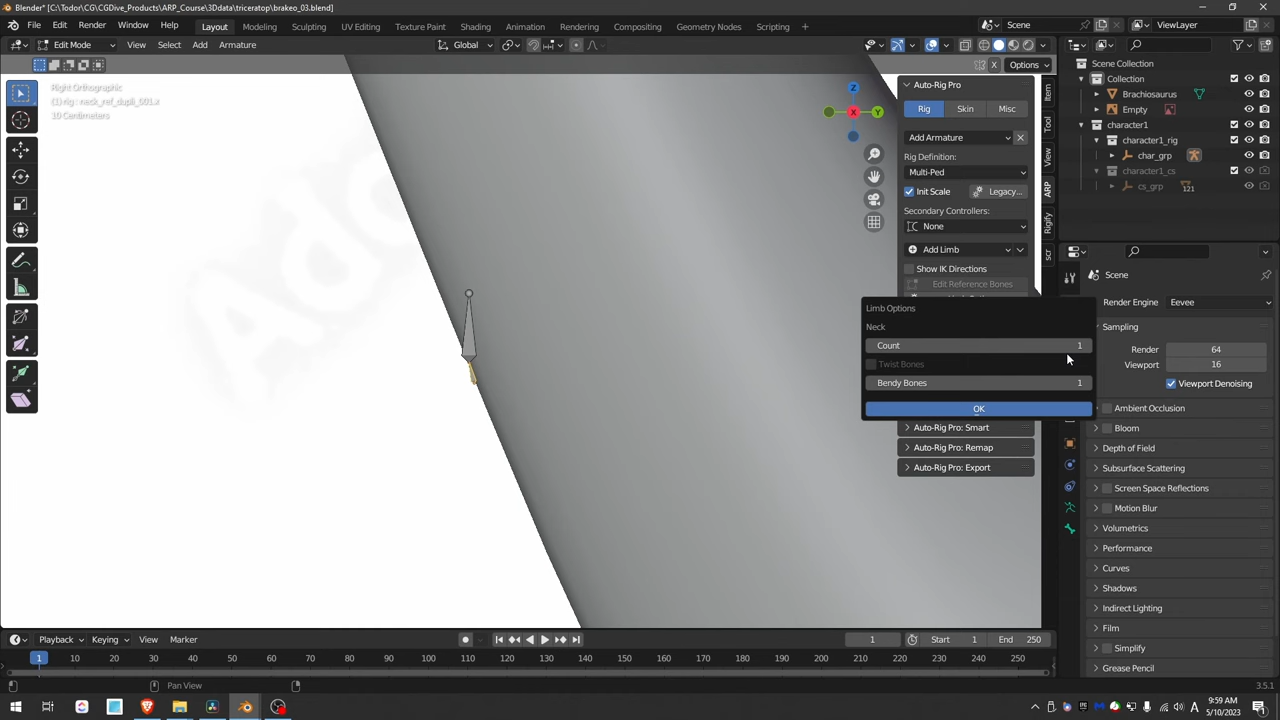 Blender* [C:\Todor\CG\CGDive_Products\ARP_Course\3Ddata\triceratop\brakeo_03.blend]
File Edit Render Window Help Layout Modeling Sculpting UV Editing Texture Paint Shading Animation Rendering Compositing Geometry Nodes Scripting Scene ViewLayer
Edit Mode View Select Add Armature Global
X Options
Right Orthographic
(1) rig : neck_ref_dupli_001.x
10 Centimeters
Z
X Y
Item
Tool
View
ARP
Rigify
scr
Auto-Rig Pro
Rig Skin Misc
Add Armature
Rig Definition:
Multi-Ped
Init Scale Legacy...
Secondary Controllers:
None
Add Limb
Show IK Directions
Edit Reference Bones
Limb Options
Neck
Count 1
Twist Bones
Bendy Bones 1
OK
Auto-Rig Pro: Smart
Auto-Rig Pro: Remap
Auto-Rig Pro: Export
Scene Collection
Collection
Brachiosaurus
Empty
character1
character1_rig
char_grp
character1_cs
cs_grp 121
Scene
Render Engine Eevee
Sampling
Render 64
Viewport 16
Viewport Denoising
Ambient Occlusion
Bloom
Depth of Field
Subsurface Scattering
Screen Space Reflections
Motion Blur
Volumetrics
Performance
Curves
Shadows
Indirect Lighting
Film
Simplify
Grease Pencil
Playback Keying View Marker 1 Start 1 End 250
1 10 20 30 40 50 60 70 80 90 100 110 120 130 140 150 160 170 180 190 200 210 220 230 240 250
Pan View 3.5.1
A 9:59 AM
5/10/2023